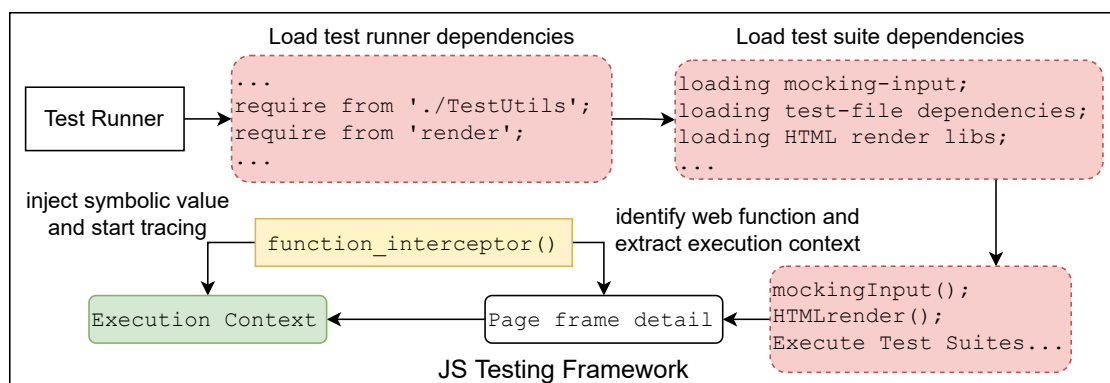 Load test runner dependencies
Load test suite dependencies
Test Runner
...
require from './TestUtils';
require from 'render';
...
loading mocking-input;
loading test-file dependencies;
loading HTML render libs;
...
inject symbolic value
and start tracing
function_interceptor()
identify web function and
extract execution context
Execution Context
Page frame detail
mockingInput();
HTMLrender();
Execute Test Suites...
JS Testing Framework